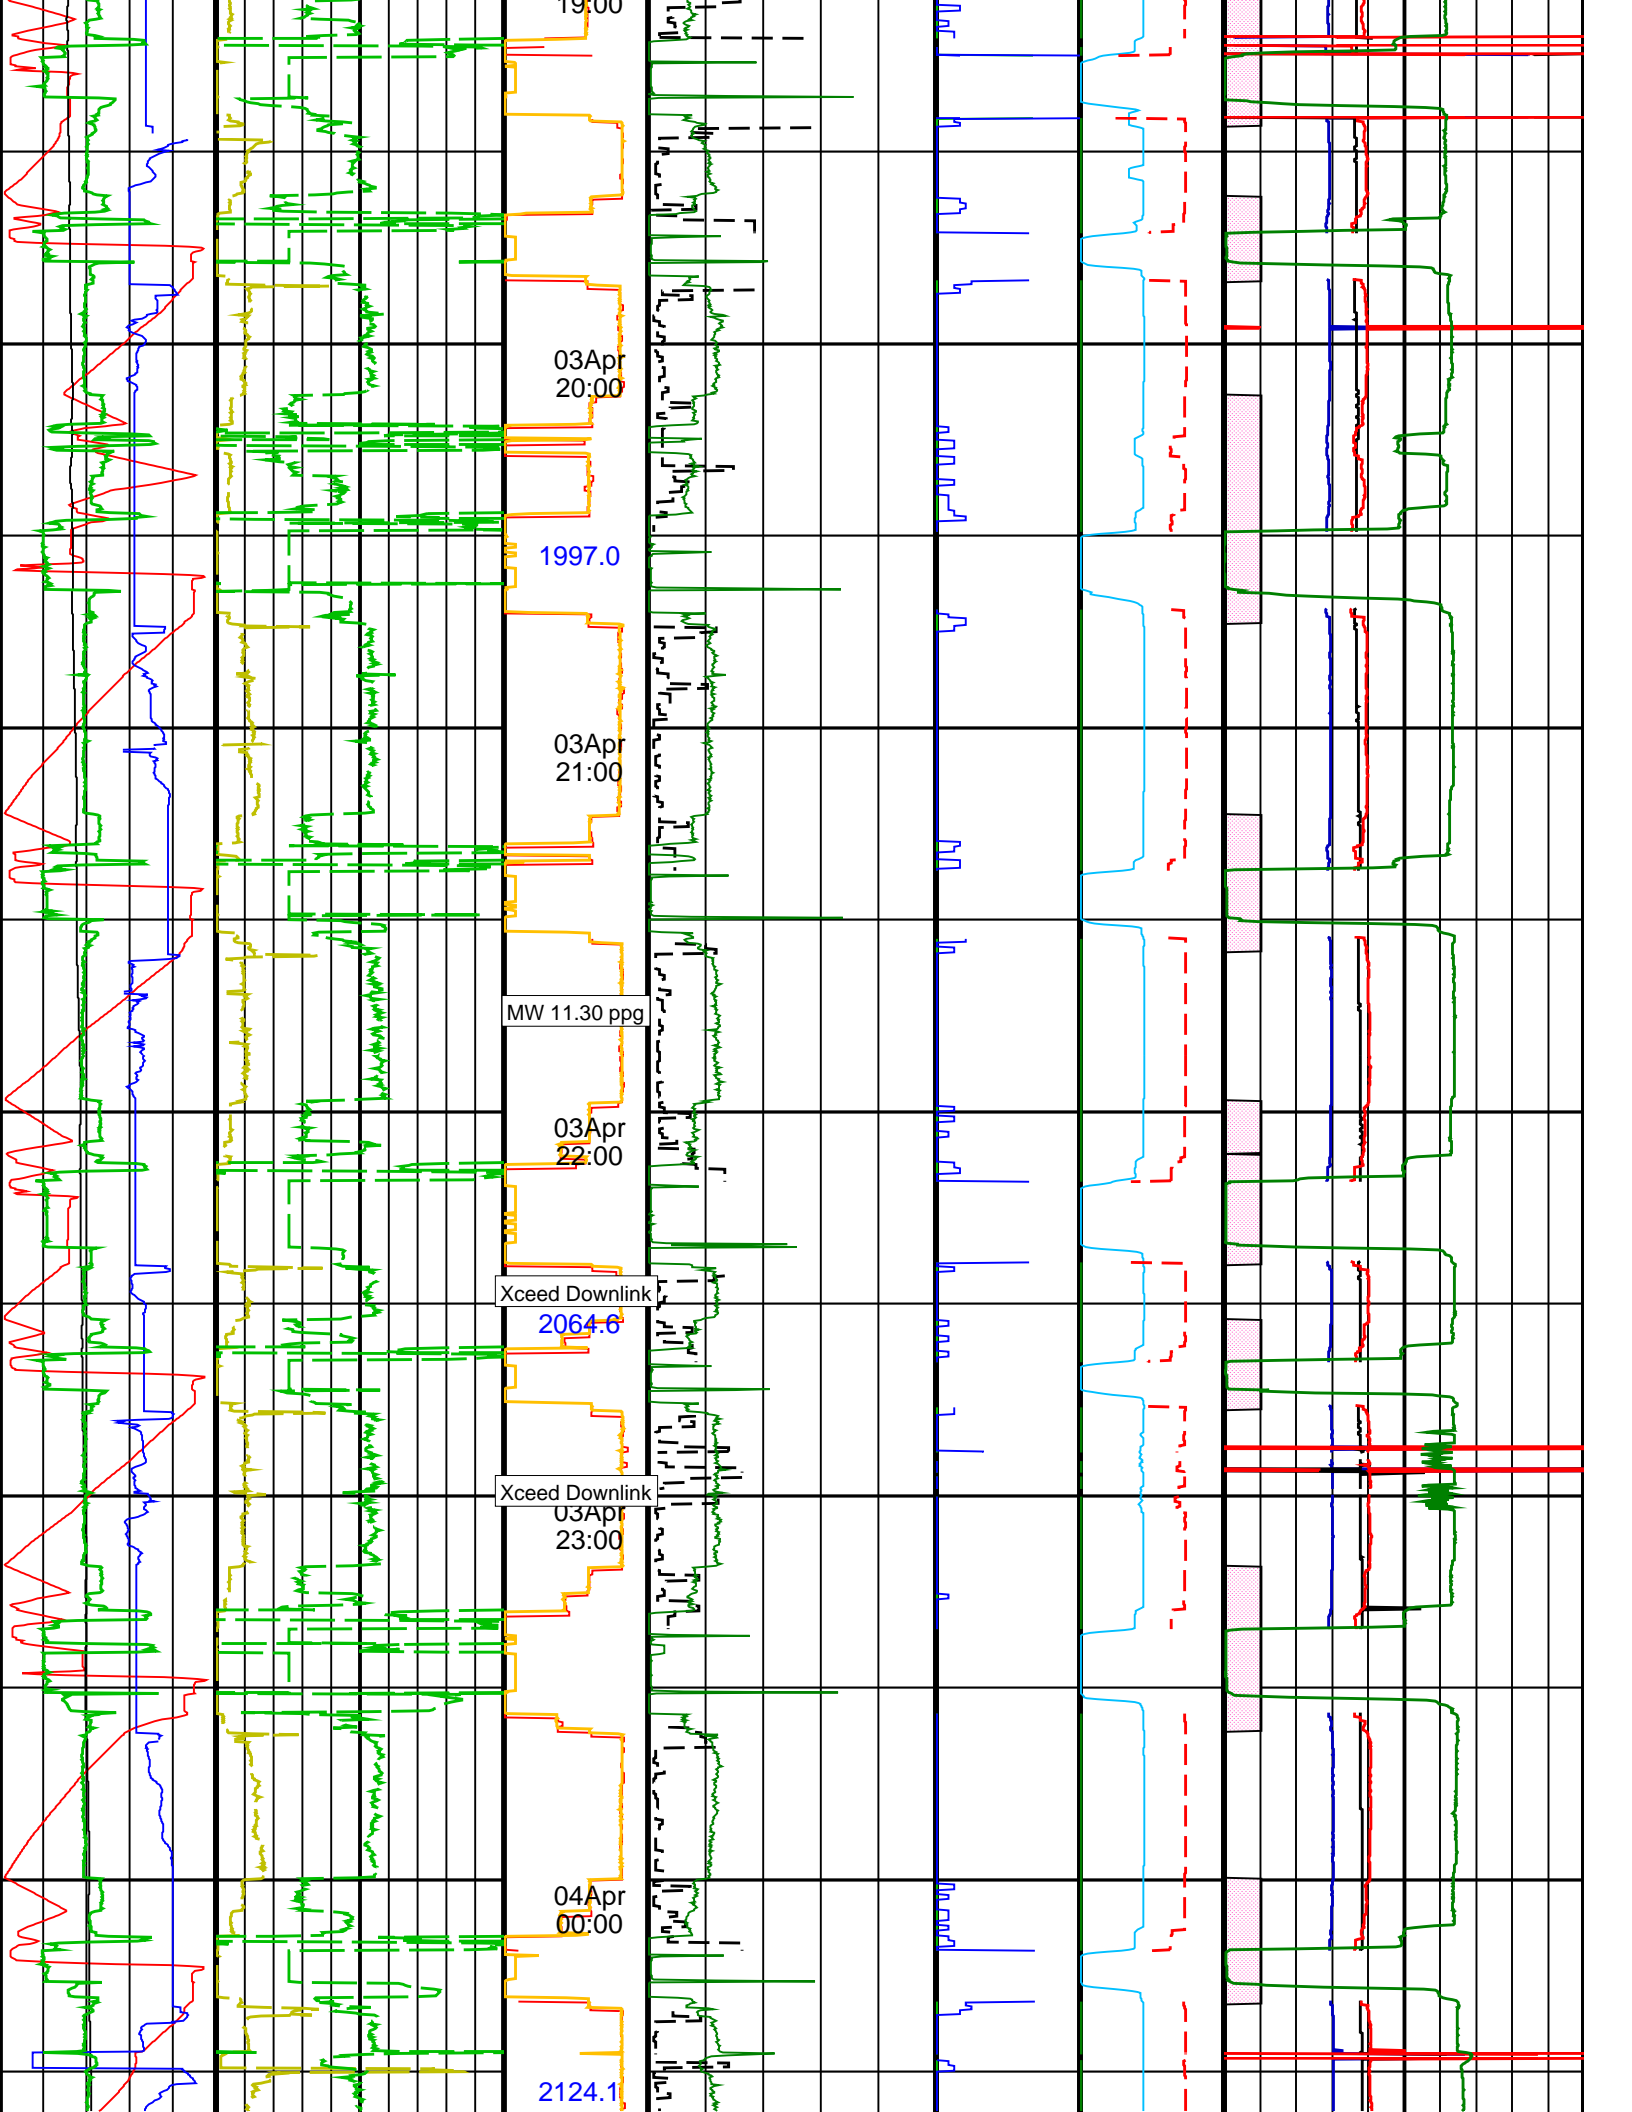 19:00
03Apr
20:00
1997.0
03Apr
21:00
MW 11.30 ppg
03Apr
22:00
Xceed Downlink
2064.6
Xceed Downlink
03Apr
23:00
04Apr
00:00
2124.1